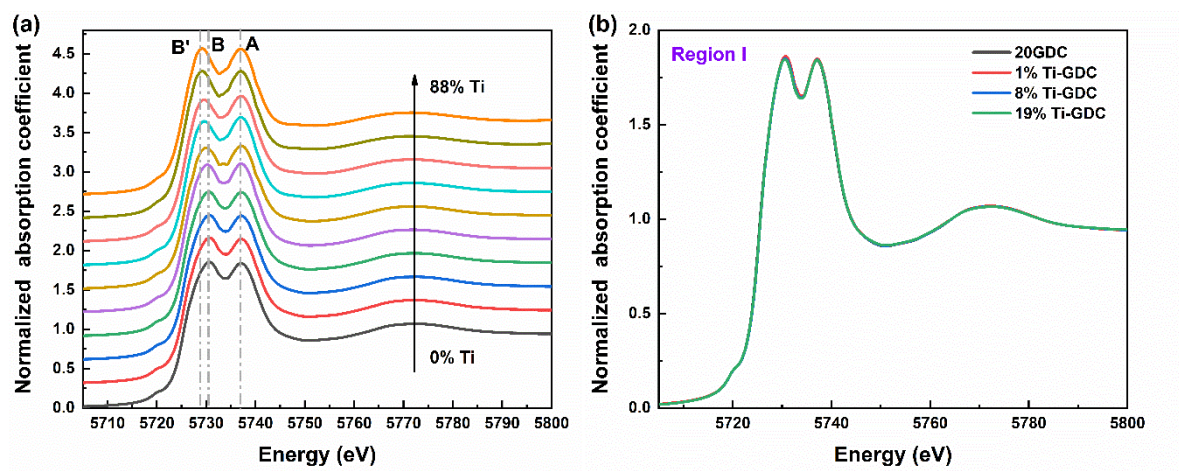 (a)
Normalized absorption coefficient
4.5
4.0
3.5
3.0
2.5
2.0
1.5
1.0
0.5
0.0
B' B A
88% Ti
0% Ti
5710 5720 5730 5740 5750 5760 5770 5780 5790 5800
Energy (eV)
(b)
Normalized absorption coefficient
2.0
1.5
1.0
0.5
0.0
Region I
20GDC
1% Ti-GDC
8% Ti-GDC
19% Ti-GDC
5720 5740 5760 5780 5800
Energy (eV)